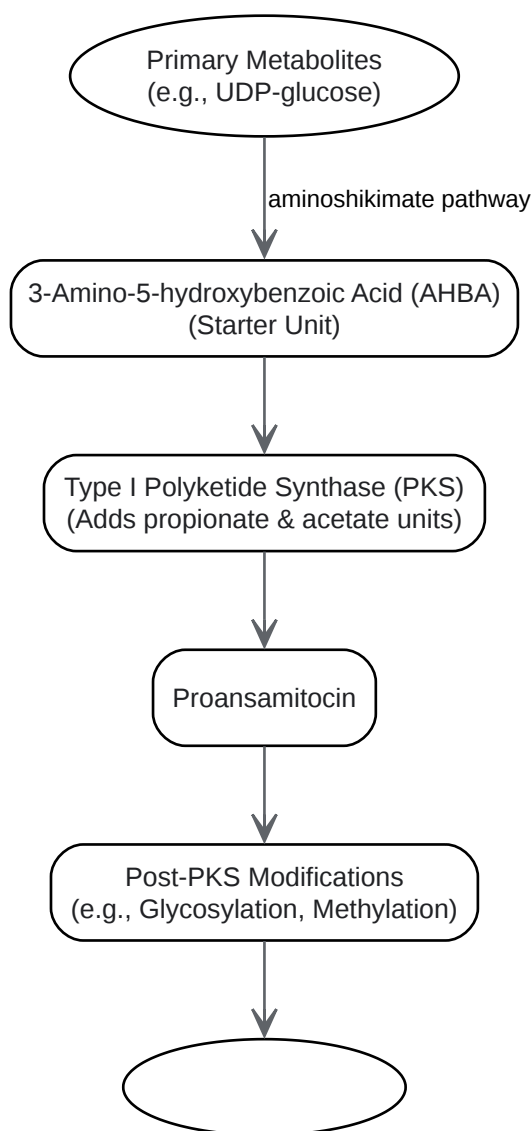 Primary Metabolites
(e.g., UDP-glucose)
aminoshikimate pathway
3-Amino-5-hydroxybenzoic Acid (AHBA)
(Starter Unit)
Type I Polyketide Synthase (PKS)
(Adds propionate & acetate units)
Proansamitocin
Post-PKS Modifications
(e.g., Glycosylation, Methylation)